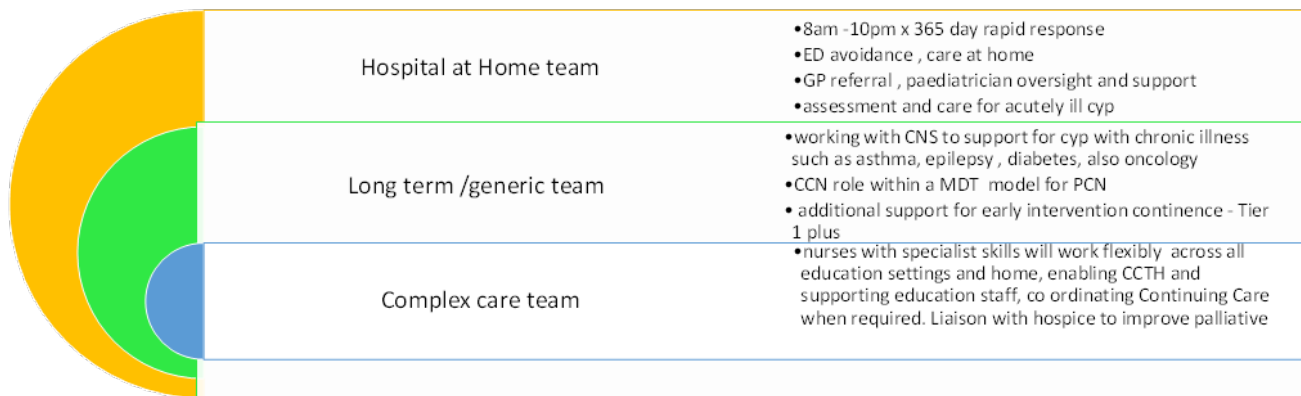 Hospital at Home team
•8am -10pm x 365 day rapid response
•ED avoidance , care at home
•GP referral , paediatrician oversight and support
•assessment and care for acutely ill cyp
Long term /generic team
•working with CNS to support for cyp with chronic illness
such as asthma, epilepsy , diabetes, also oncology
•CCN role within a MDT model for PCN
• additional support for early intervention continence - Tier
1 plus
Complex care team
•nurses with specialist skills will work flexibly across all
education settings and home, enabling CCTH and
supporting education staff, co ordinating Continuing Care
when required. Liaison with hospice to improve palliative